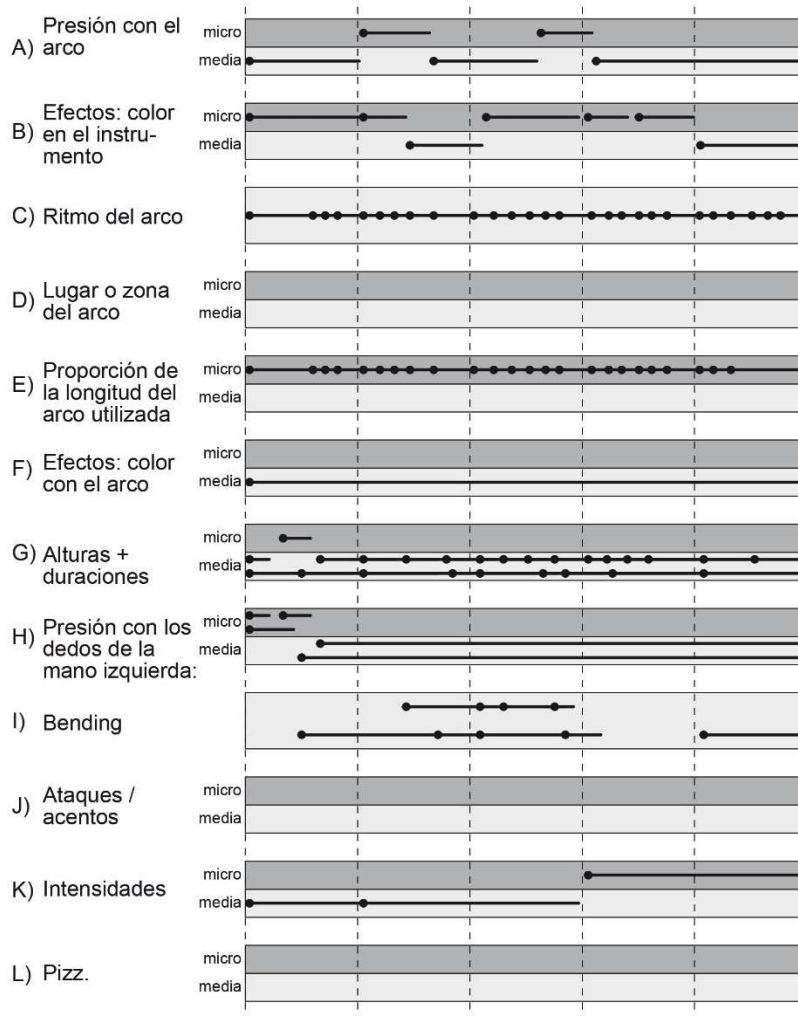 A) Presión con el
arco
micro
media
B) Efectos: color
en el instru-
mento
micro
media
C) Ritmo del arco
D) Lugar o zona
del arco
micro
media
E) Proporción de
la longitud del
arco utilizada
micro
media
F) Efectos: color
con el arco
micro
media
G) Alturas +
duraciones
micro
media
H) Presión con los
dedos de la
mano izquierda:
micro
media
I) Bending
J) Ataques /
acentos
micro
media
K) Intensidades
micro
media
L) Pizz.
micro
media